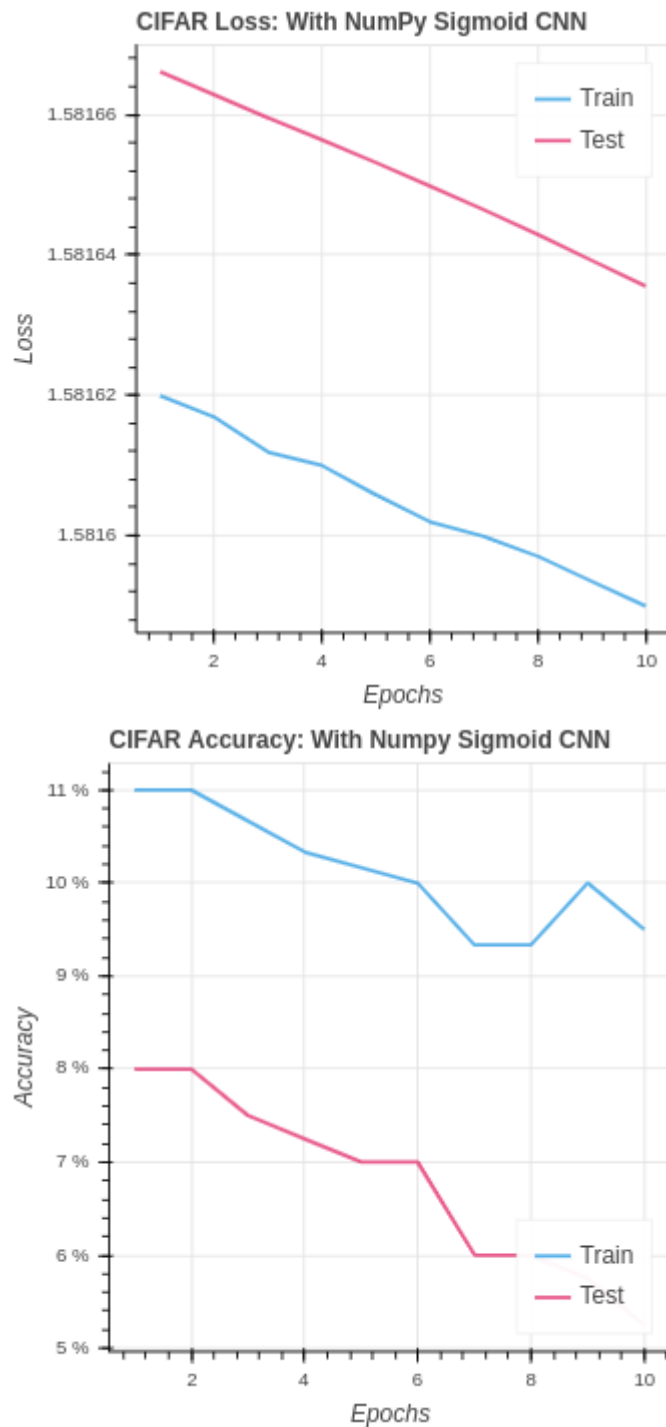 CIFAR Loss: With NumPy Sigmoid CNN
Train
Test
1.58166
1.58164
1.58162
1.5816
Loss
2 4 6 8 10
Epochs
CIFAR Accuracy: With Numpy Sigmoid CNN
11 %
10 %
9 %
8 %
7 %
6 %
5 %
Accuracy
Train
Test
2 4 6 8 10
Epochs